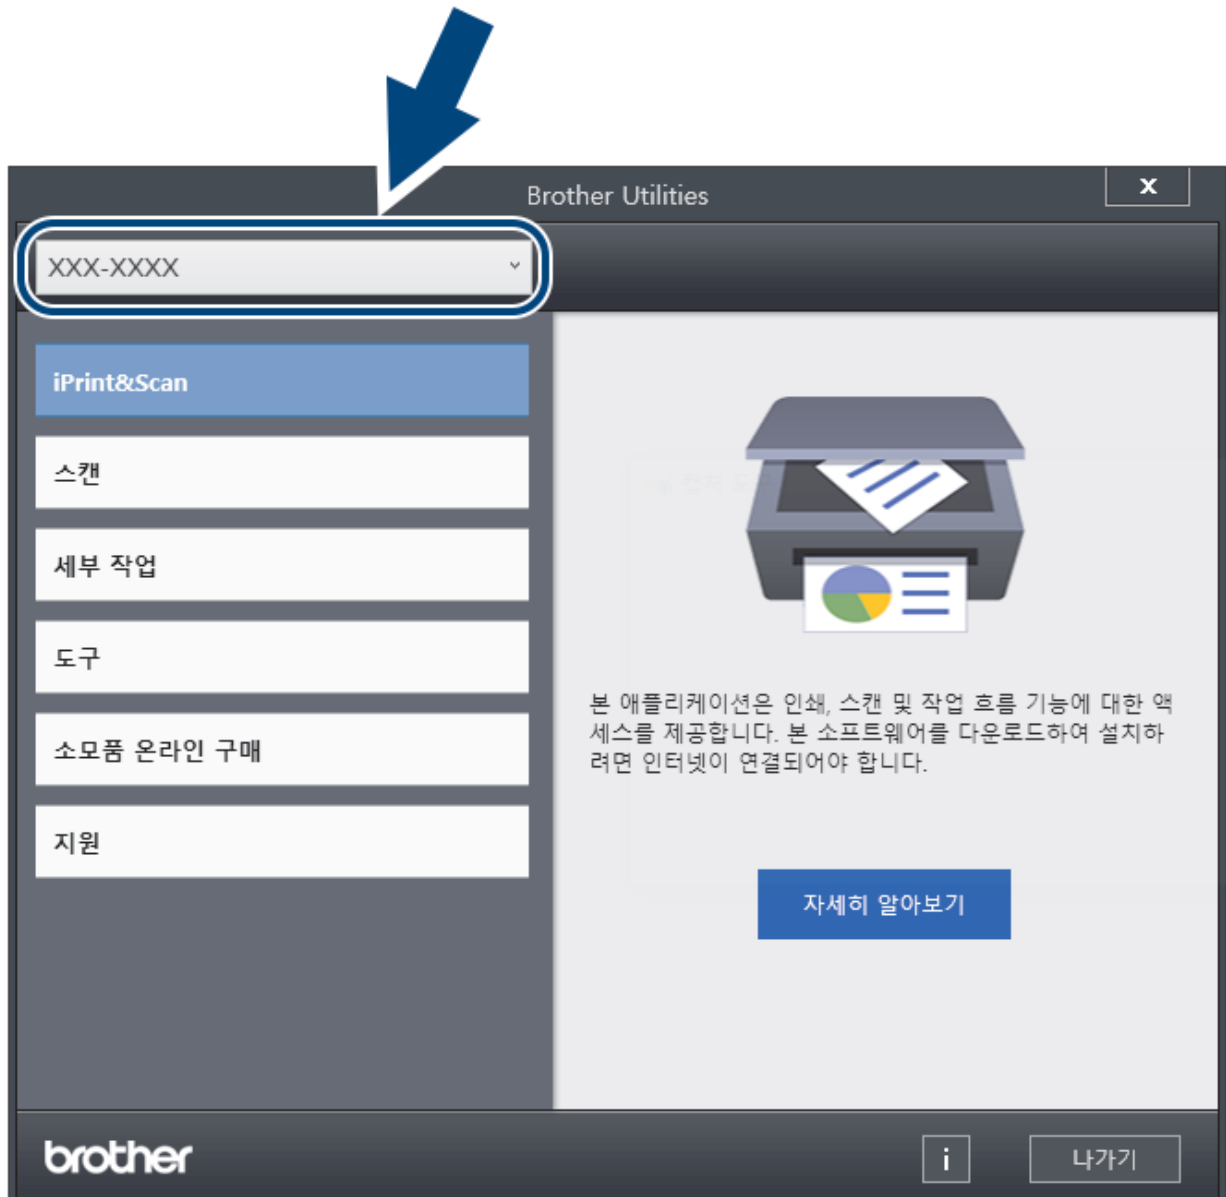 Brother Utilities
x
XXX-XXXX
iPrint&Scan
스캔
세부 작업
도구
소모품 온라인 구매
지원
본 애플리케이션은 인쇄, 스캔 및 작업 흐름 기능에 대한 액
세스를 제공합니다. 본 소프트웨어를 다운로드하여 설치하
려면 인터넷이 연결되어야 합니다.
자세히 알아보기
brother
i
나가기